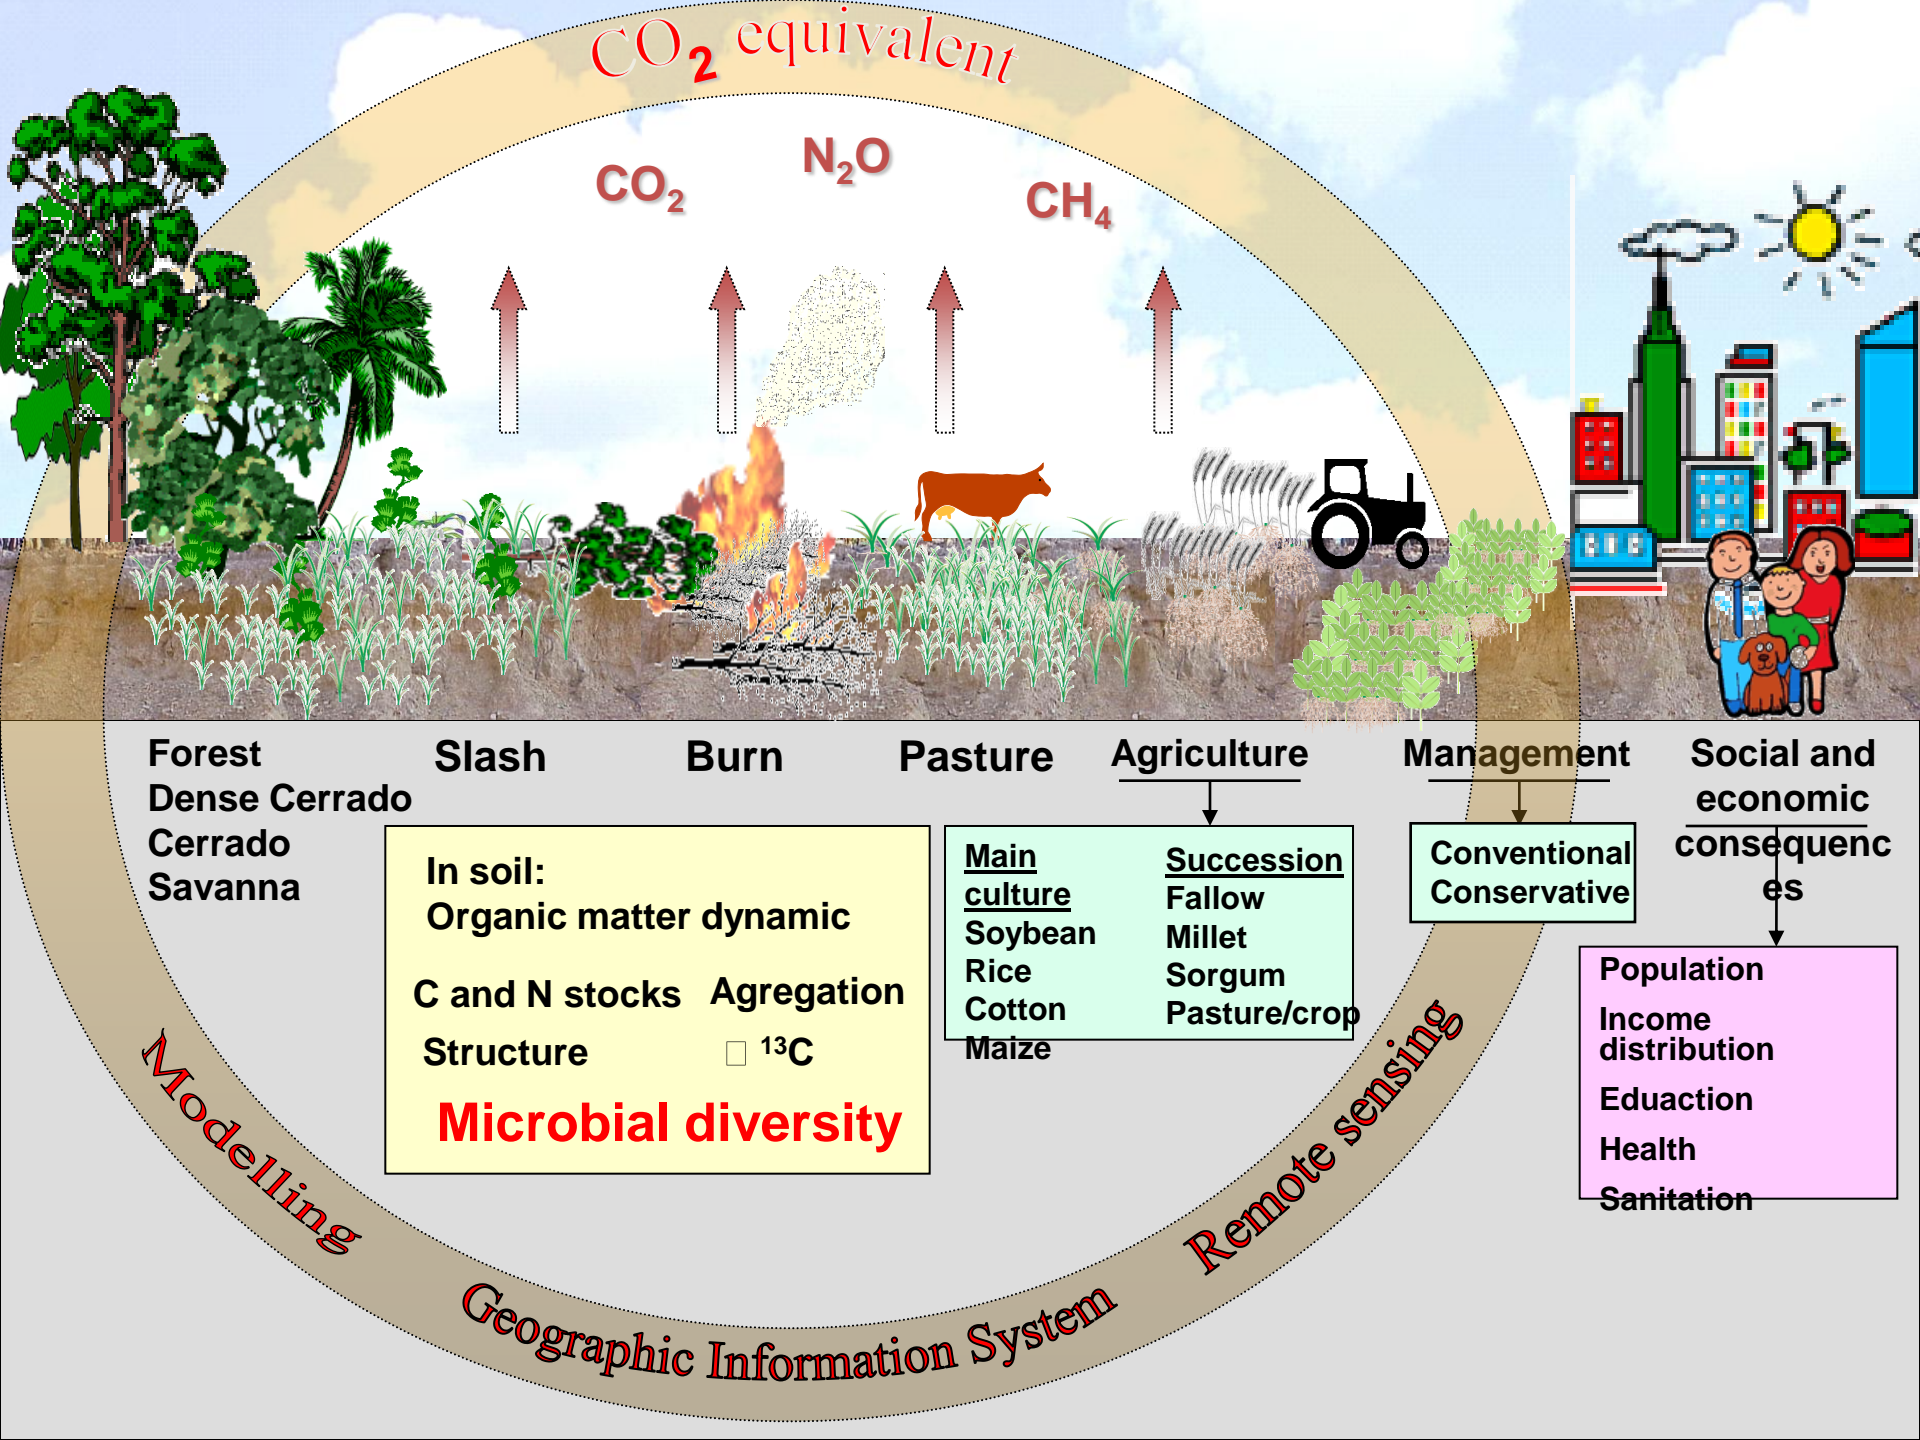 CO2 equivalent
N2O
CO2
CH4
Forest
Dense Cerrado
Cerrado
Savanna
Slash
Burn
Pasture
Agriculture
Management
Social and
economic
consequenc
es
In soil:
Organic matter dynamic
C and N stocks
Agregation
Structure
□ 13C
Microbial diversity
Main
culture
Soybean
Rice
Cotton
Maize
Succession
Fallow
Millet
Sorgum
Pasture/crop
Conventional
Conservative
Population
Income
distribution
Eduaction
Health
Sanitation
Modelling
Geographic Information System
Remote sensing